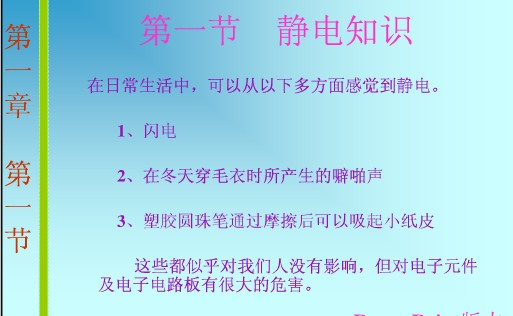 第一章 第一节
第一节 静电知识
在日常生活中，可以从以下多方面感觉到静电。
1、闪电
2、在冬天穿毛衣时所产生的噼啪声
3、塑胶圆珠笔通过摩擦后可以吸起小纸皮
这些都似乎对我们人没有影响，但对电子元件
及电子电路板有很大的危害。